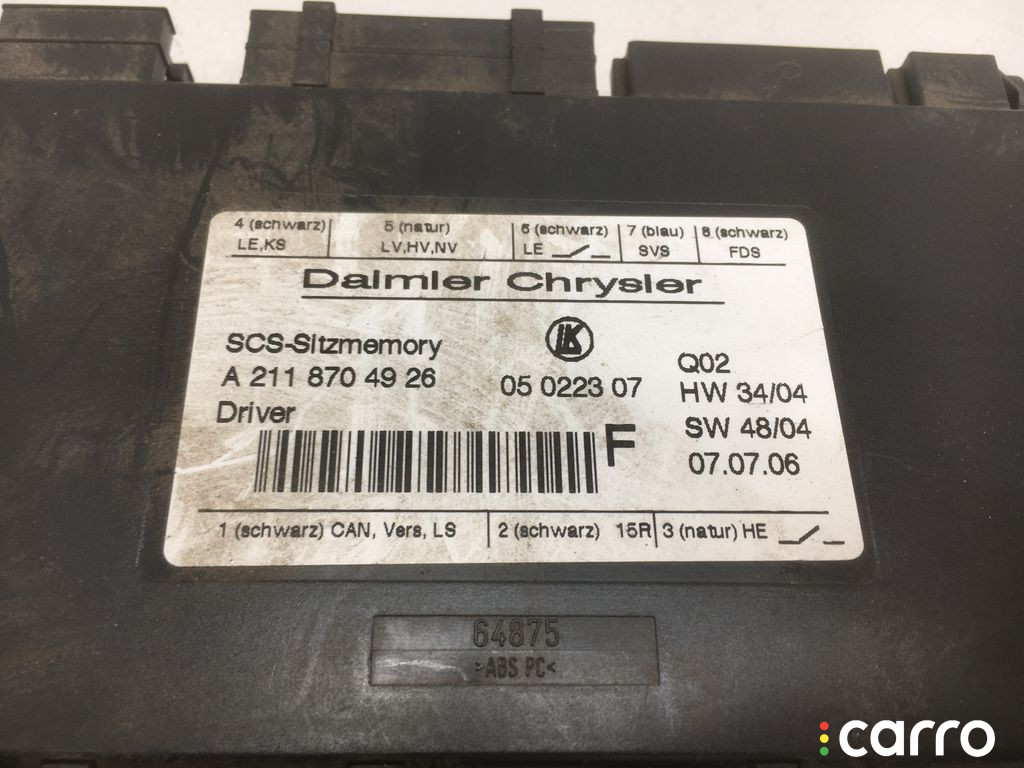 4 (schwarz) 5 (natur) 6 (schwarz) 7 (blau) 8 (schwarz)
LE,KS LV,HV,NV LE SVS FDS
Daimler Chrysler
LK
SCS-Sitzmemory
Q02
A 211 870 49 26 05 0223 07 HW 34/04
Driver
F
SW 48/04
07.07.06
1 (schwarz) CAN, Vers, LS 2 (schwarz) 15R 3 (natur) HE
64875
>ABS PC<
carro